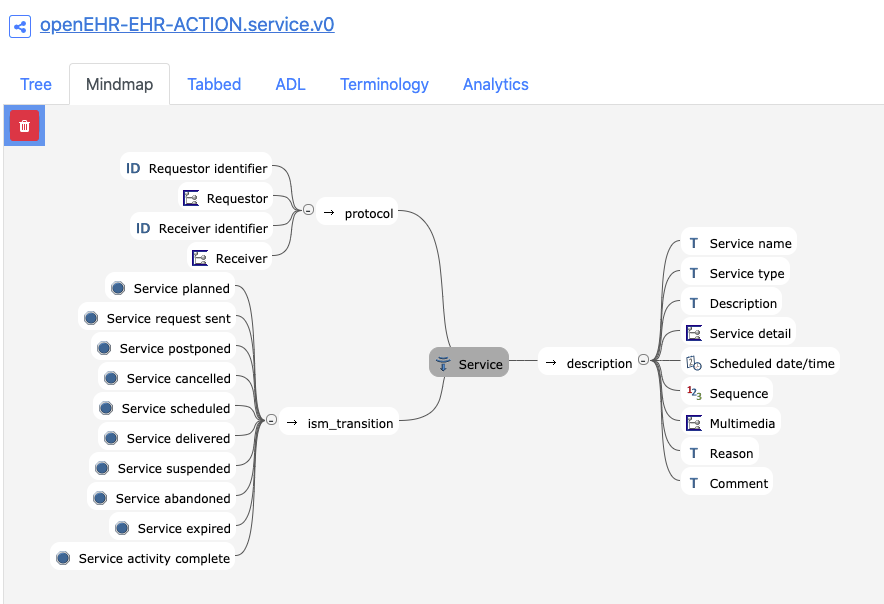 openEHR-EHR-ACTION.service.v0
Tree Mindmap Tabbed ADL Terminology Analytics
ID Requestor identifier
Requestor
ID Receiver identifier
Receiver
→ protocol
Service planned
Service request sent
Service postponed
Service cancelled
Service scheduled
Service delivered
Service suspended
Service abandoned
Service expired
Service activity complete
→ ism_transition
Service
→ description
T Service name
T Service type
T Description
Service detail
Scheduled date/time
123 Sequence
Multimedia
T Reason
T Comment